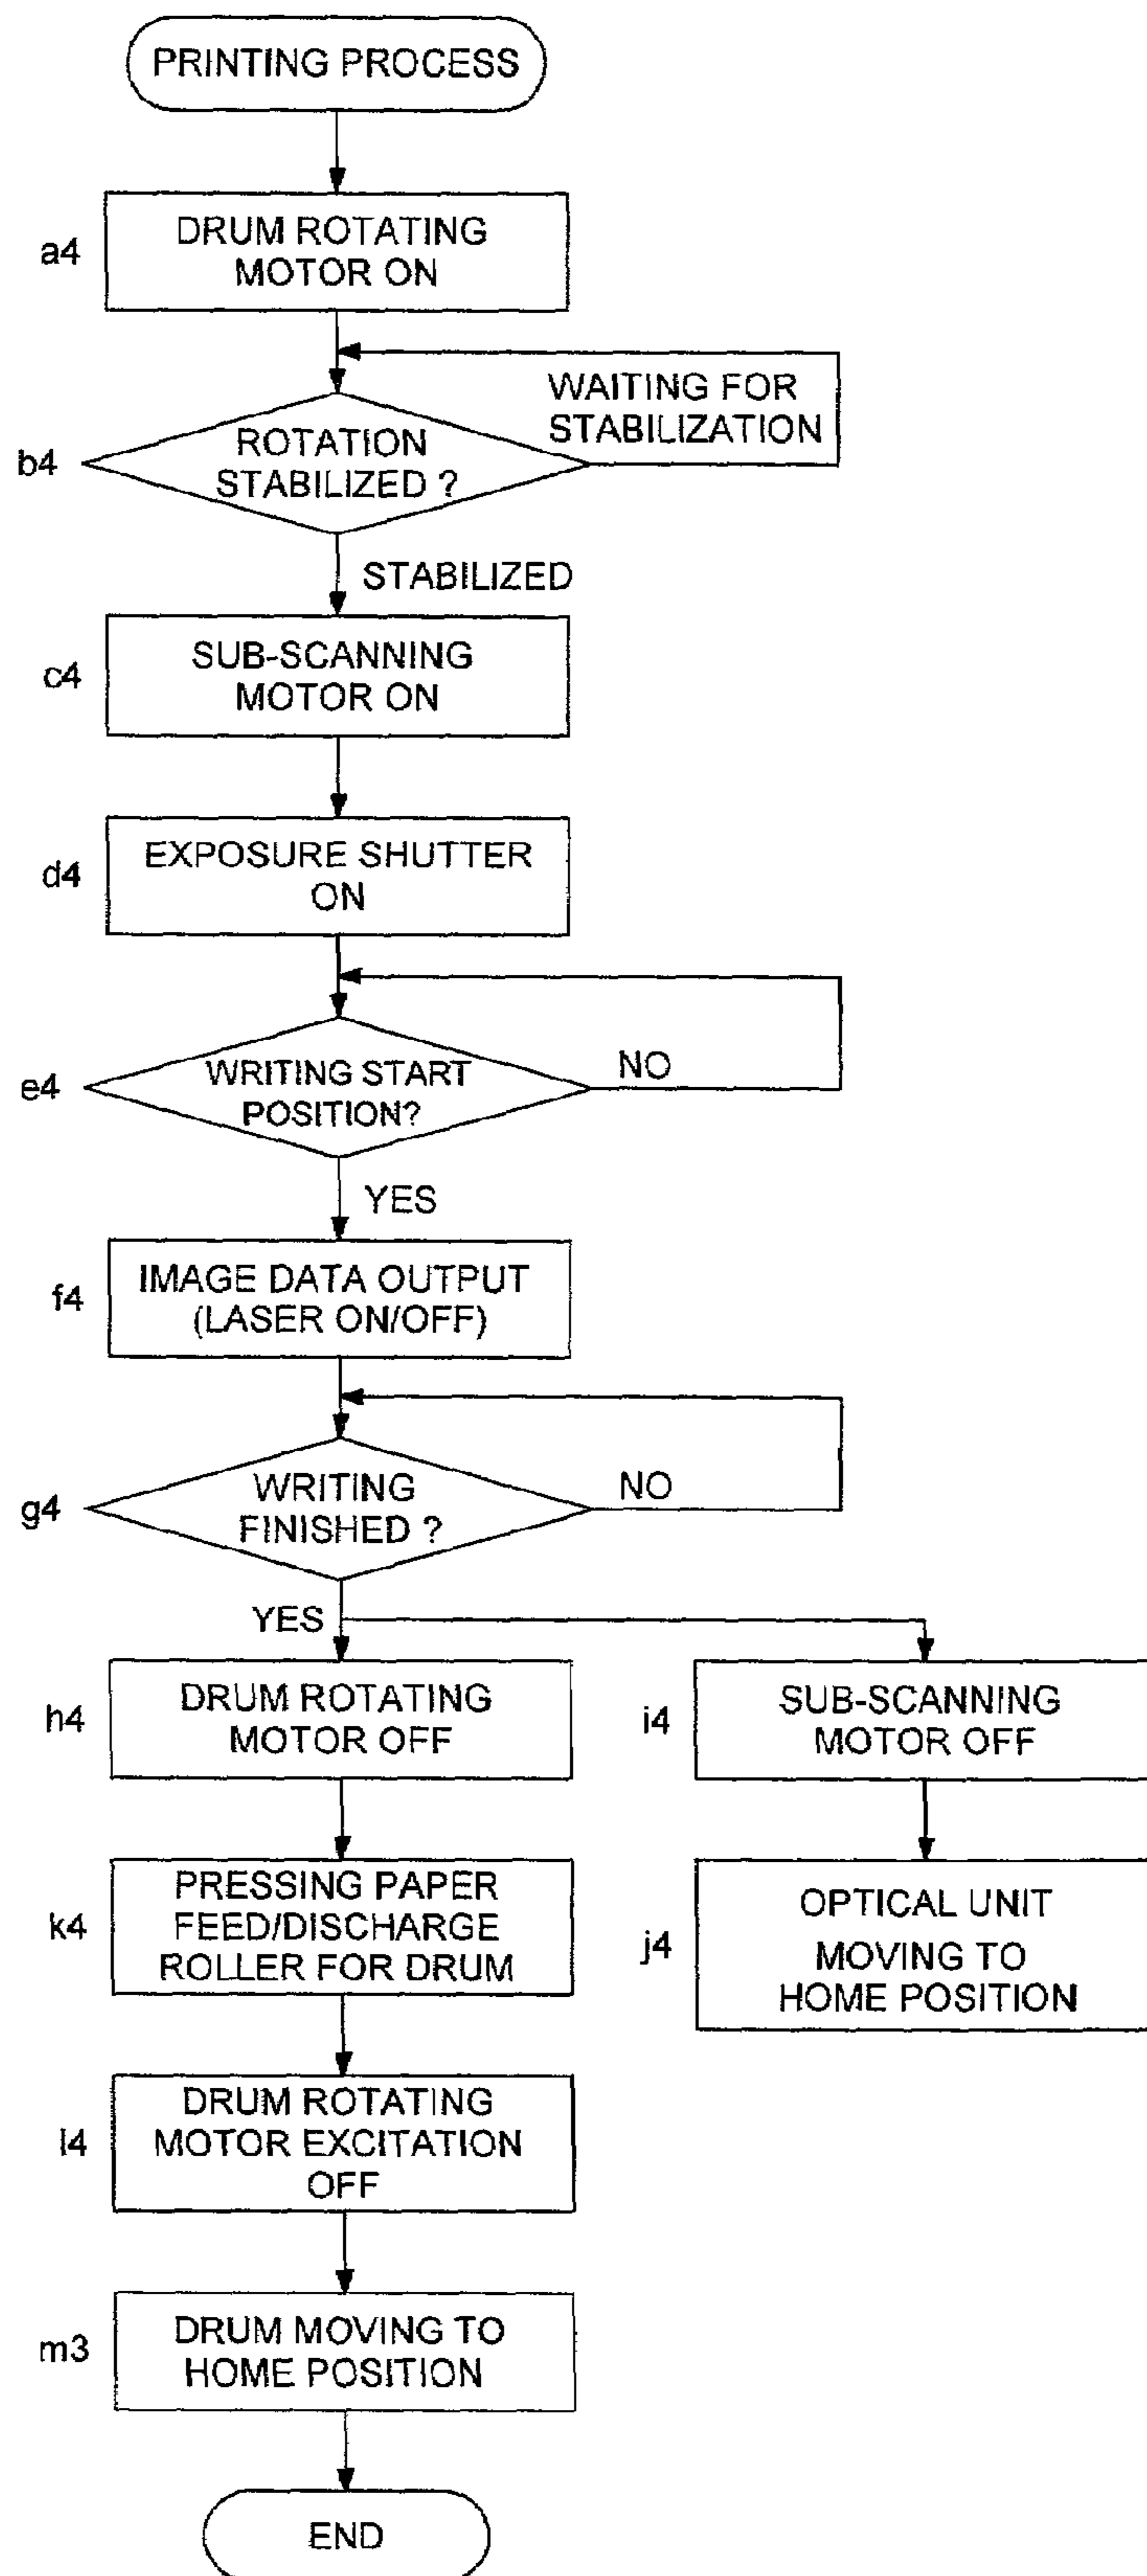 PRINTING PROCESS
a4
DRUM ROTATING
MOTOR ON
WAITING FOR
STABILIZATION
b4
ROTATION
STABILIZED ?
STABILIZED
c4
SUB-SCANNING
MOTOR ON
d4
EXPOSURE SHUTTER
ON
e4
WRITING START
POSITION?
NO
YES
f4
IMAGE DATA OUTPUT
(LASER ON/OFF)
g4
WRITING
FINISHED ?
NO
YES
h4
DRUM ROTATING
MOTOR OFF
i4
SUB-SCANNING
MOTOR OFF
k4
PRESSING PAPER
FEED/DISCHARGE
ROLLER FOR DRUM
j4
OPTICAL UNIT
MOVING TO
HOME POSITION
l4
DRUM ROTATING
MOTOR EXCITATION
OFF
m3
DRUM MOVING TO
HOME POSITION
END